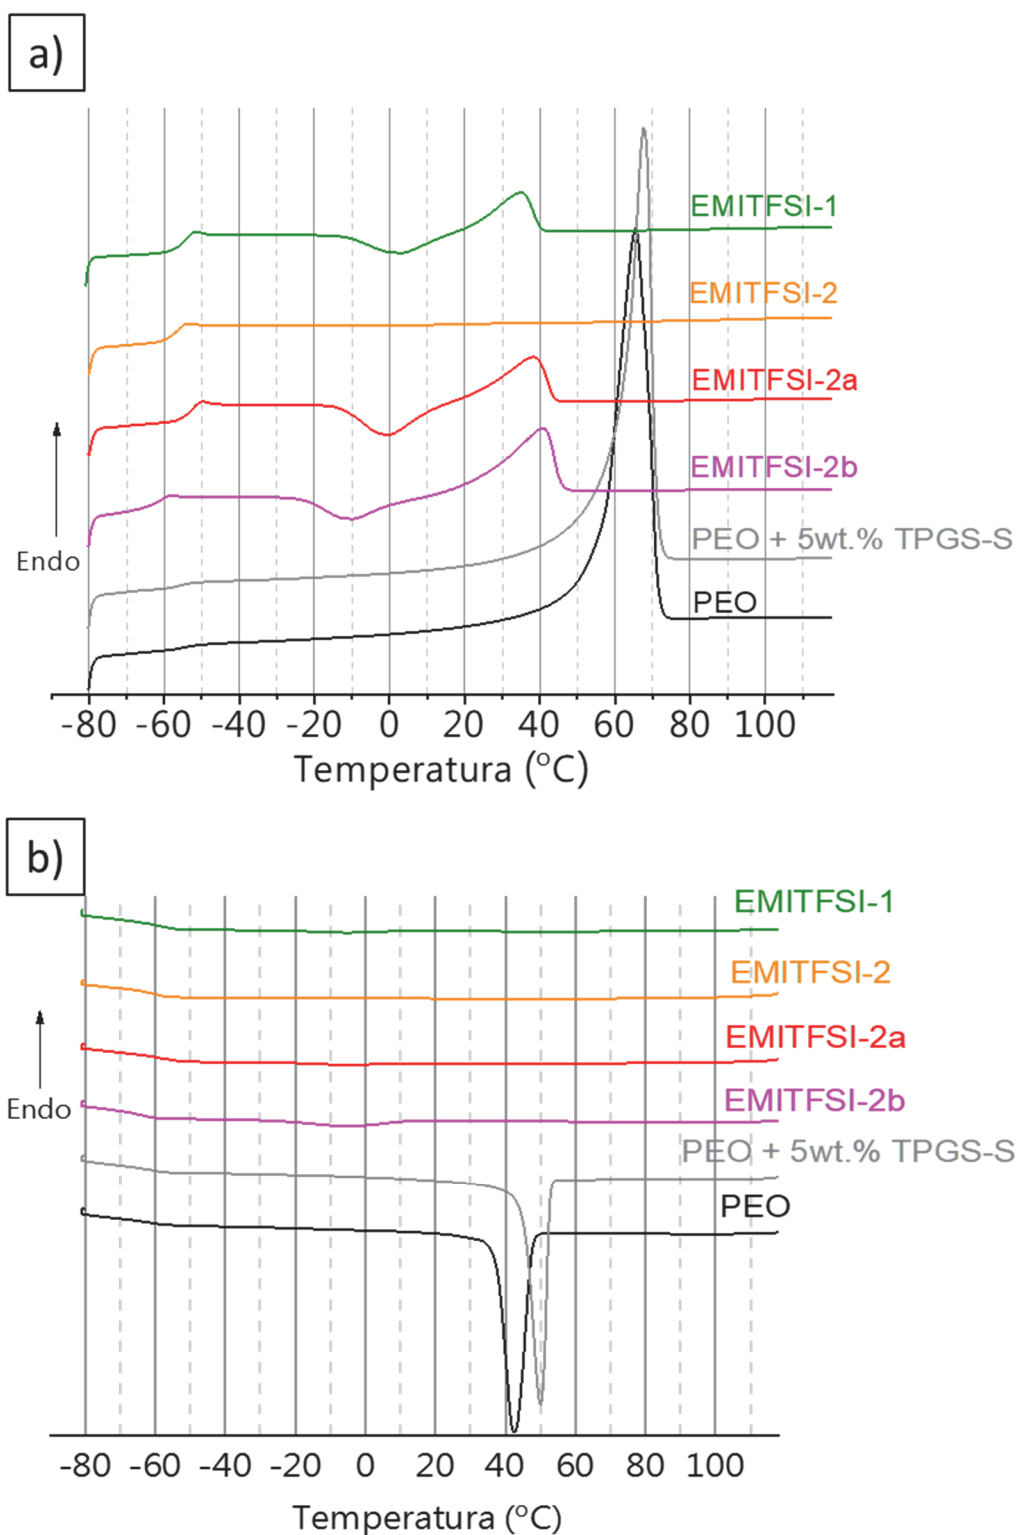 a)
EMITFSI-1
EMITFSI-2
EMITFSI-2a
EMITFSI-2b
PEO + 5wt.% TPGS-S
PEO
Endo
-80 -60 -40 -20 0 20 40 60 80 100
Temperatura (°C)
b)
EMITFSI-1
EMITFSI-2
EMITFSI-2a
EMITFSI-2b
PEO + 5wt.% TPGS-S
PEO
Endo
-80 -60 -40 -20 0 20 40 60 80 100
Temperatura (°C)